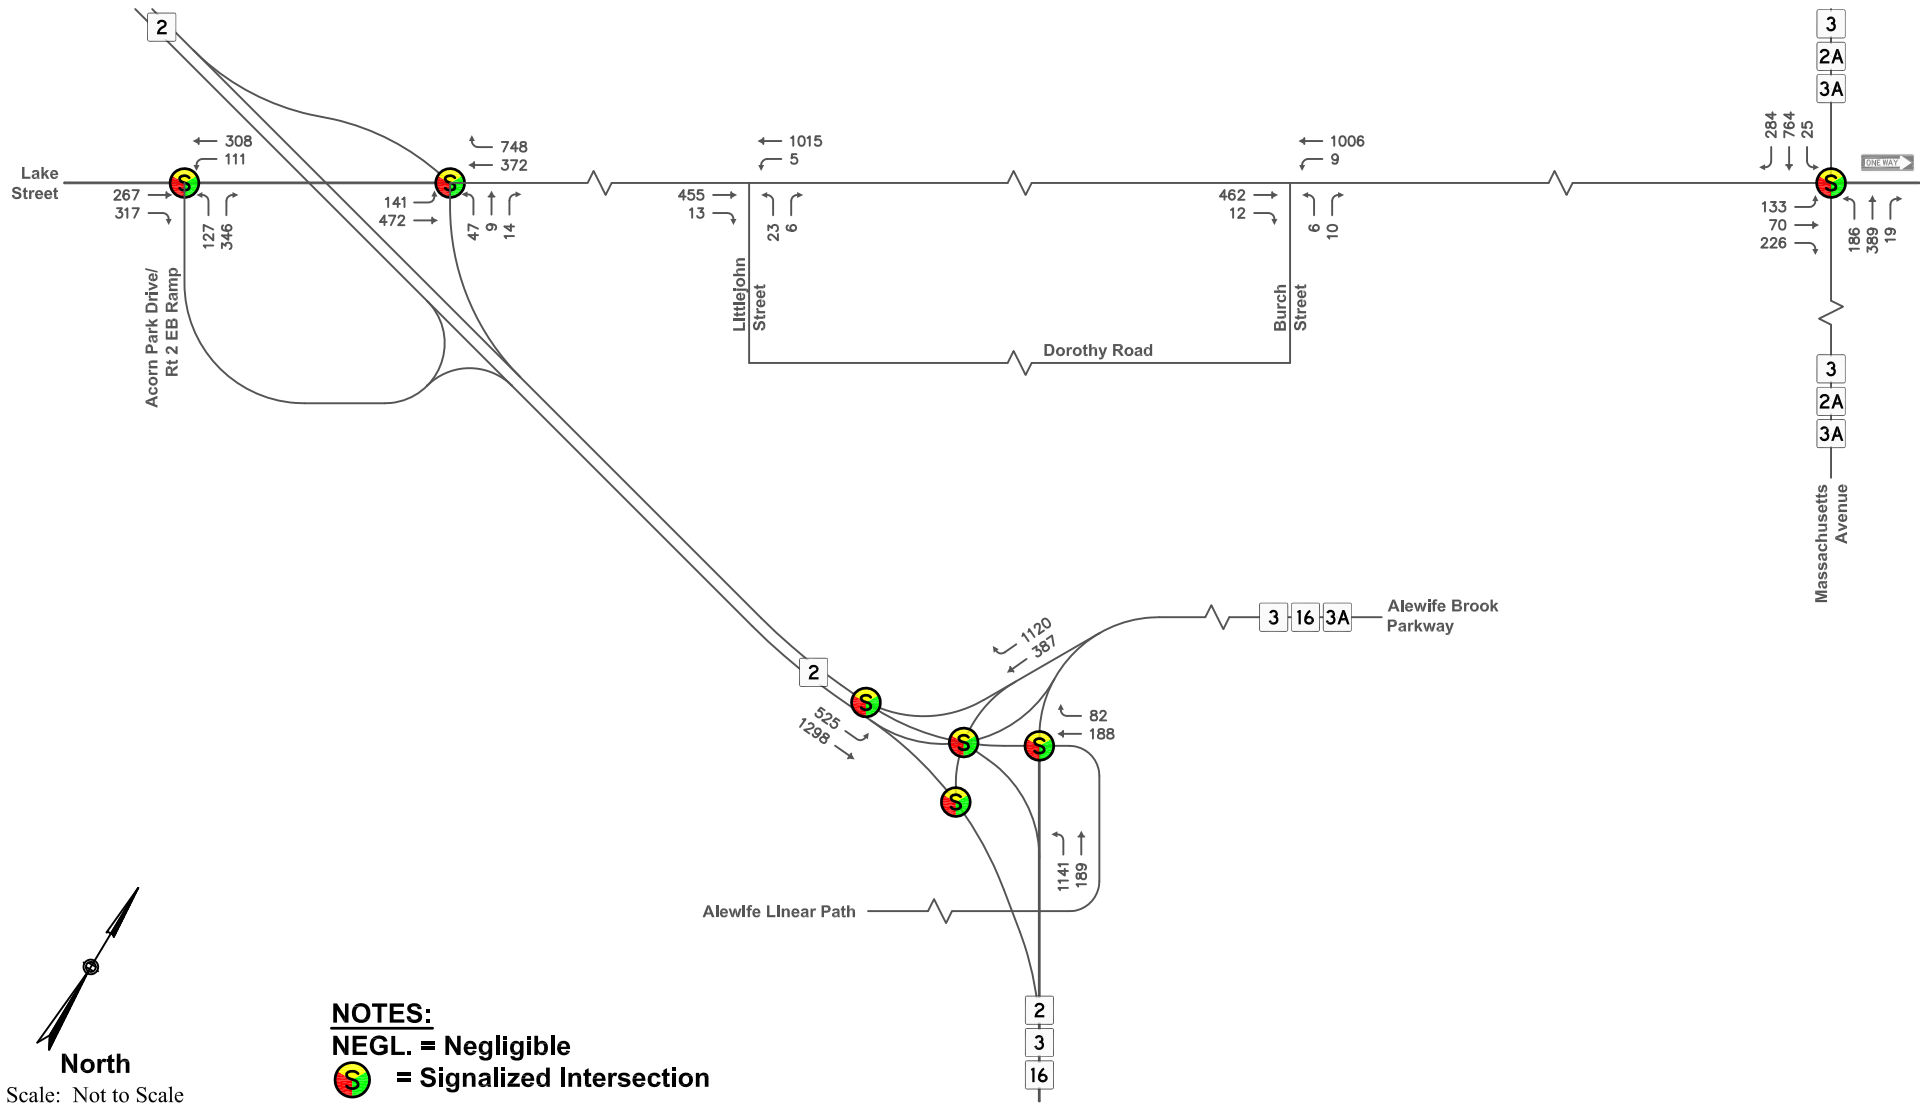 2
3
2A
3A
284
764
25
308
111
748
372
1015
5
1006
9
ONE WAY
Lake
Street
S
S
S
267
317
127
346
141
472
47
9
14
455
13
23
6
462
12
6
10
133
70
226
186
389
19
Acorn Park Drive/
Rt 2 EB Ramp
Littlejohn
Street
Burch
Street
Dorothy Road
3
2A
3A
Massachusetts
Avenue
3
16
3A
Alewife Brook
Parkway
1120
387
2
525
1298
S
S
S
S
82
188
1141
189
Alewife Linear Path
2
3
16
North
Scale: Not to Scale
NOTES:
NEGL. = Negligible
S = Signalized Intersection